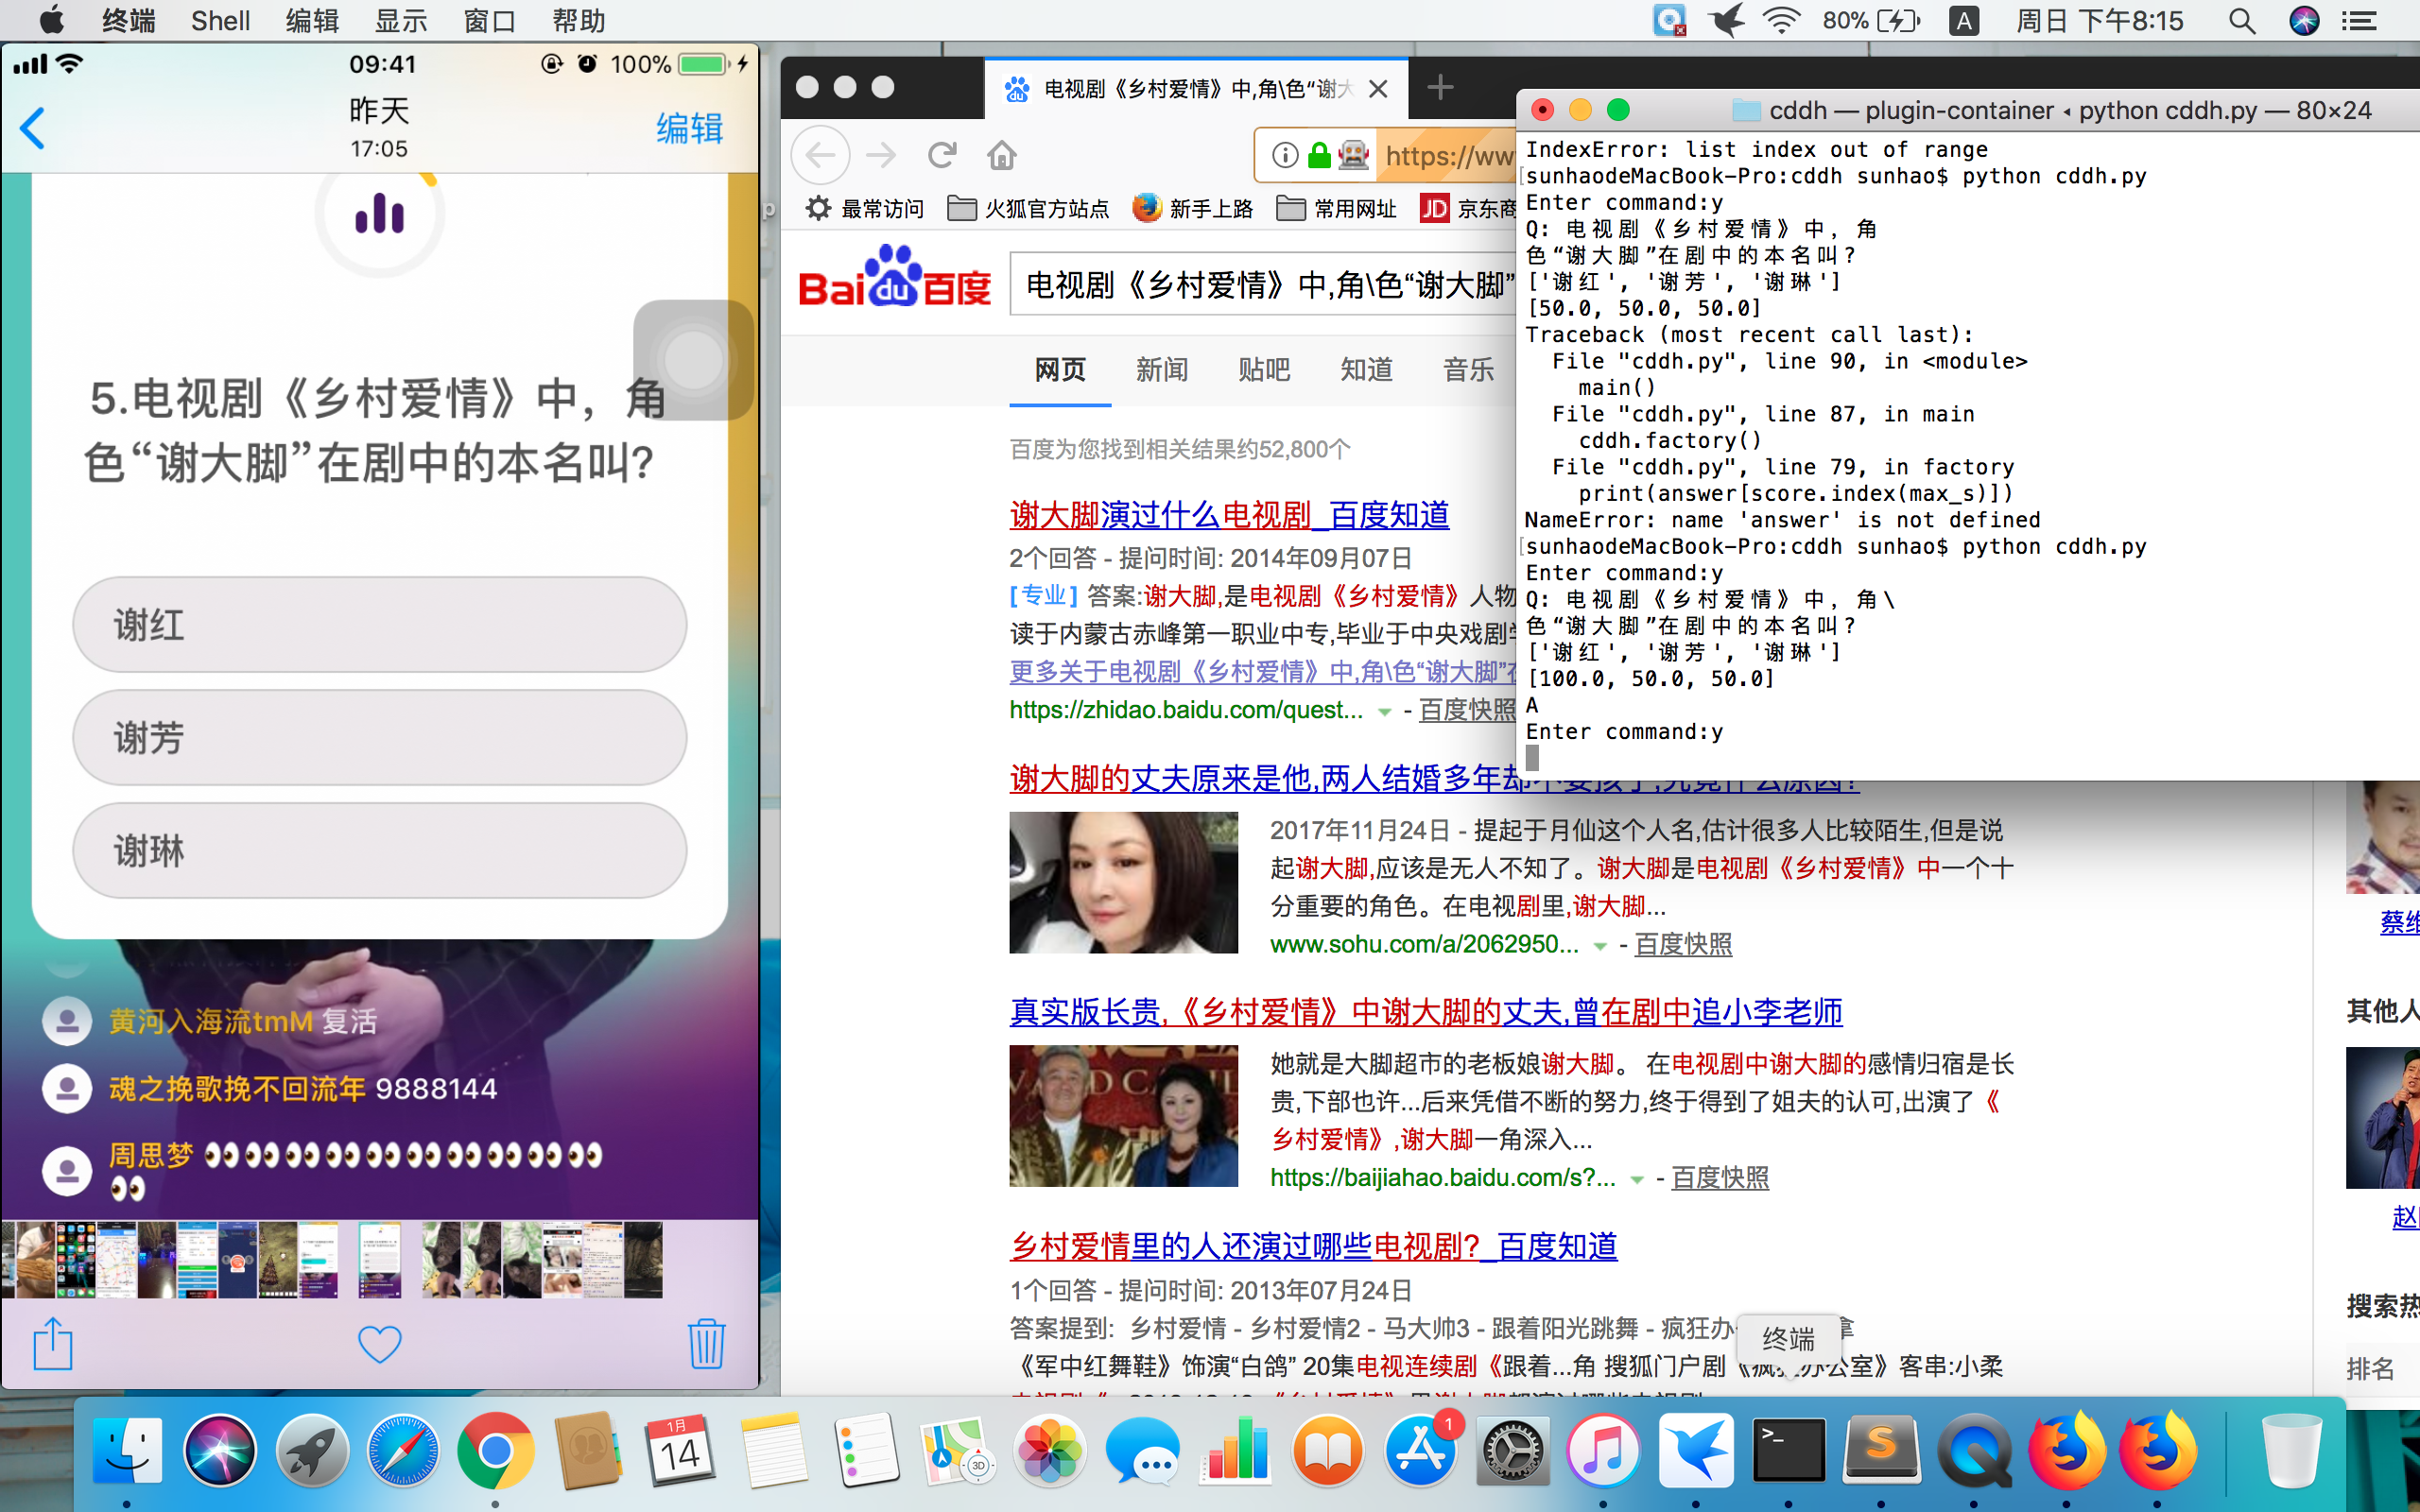 终端 Shell 编辑 显示 窗口 帮助
80% A 周日 下午8:15
09:41 100%
昨天
17:05
编辑
5.电视剧《乡村爱情》中，角
色“谢大脚”在剧中的本名叫?
谢红
谢芳
谢琳
黄河入海流tmM 复活
魂之挽歌挽不回流年 9888144
周思梦 👀👀👀👀👀👀👀👀👀👀
👀
电视剧《乡村爱情》中,角\色“谢大
https://ww
最常访问 火狐官方站点 新手上路 常用网址 JD 京东商
Bai du 百度
电视剧《乡村爱情》中,角\色“谢大脚”
网页 新闻 贴吧 知道 音乐
百度为您找到相关结果约52,800个
谢大脚演过什么电视剧_百度知道
2个回答 - 提问时间: 2014年09月07日
[专业] 答案:谢大脚,是电视剧《乡村爱情》人物
读于内蒙古赤峰第一职业中专,毕业于中央戏剧学
更多关于电视剧《乡村爱情》中,角\色“谢大脚”在
https://zhidao.baidu.com/quest... - 百度快照
谢大脚的丈夫原来是他,两人结婚多年却不要孩子,究竟什么原因?
2017年11月24日 - 提起于月仙这个人名,估计很多人比较陌生,但是说
起谢大脚,应该是无人不知了。谢大脚是电视剧《乡村爱情》中一个十
分重要的角色。在电视剧里,谢大脚...
www.sohu.com/a/2062950... - 百度快照
真实版长贵,《乡村爱情》中谢大脚的丈夫,曾在剧中追小李老师
她就是大脚超市的老板娘谢大脚。 在电视剧中谢大脚的感情归宿是长
贵,下部也许...后来凭借不断的努力,终于得到了姐夫的认可,出演了《
乡村爱情》,谢大脚一角深入...
https://baijiahao.baidu.com/s?... - 百度快照
乡村爱情里的人还演过哪些电视剧?_百度知道
1个回答 - 提问时间: 2013年07月24日
答案提到: 乡村爱情 - 乡村爱情2 - 马大帅3 - 跟着阳光跳舞 - 疯狂办
《军中红舞鞋》饰演“白鸽” 20集电视连续剧《跟着...角 搜狐门户剧《疯狂办公室》客串:小柔
蔡维
其他人
赵
搜索热
排名
cddh — plugin-container ◂ python cddh.py — 80×24
IndexError: list index out of range
sunhaodeMacBook-Pro:cddh sunhao$ python cddh.py
Enter command:y
Q: 电视剧《乡村爱情》中，角
色“谢大脚”在剧中的本名叫?
['谢红', '谢芳', '谢琳']
[50.0, 50.0, 50.0]
Traceback (most recent call last):
File "cddh.py", line 90, in <module>
main()
File "cddh.py", line 87, in main
cddh.factory()
File "cddh.py", line 79, in factory
print(answer[score.index(max_s)])
NameError: name 'answer' is not defined
sunhaodeMacBook-Pro:cddh sunhao$ python cddh.py
Enter command:y
Q: 电视剧《乡村爱情》中，角\
色“谢大脚”在剧中的本名叫?
['谢红', '谢芳', '谢琳']
[100.0, 50.0, 50.0]
A
Enter command:y
终端
1月
14
3D
1